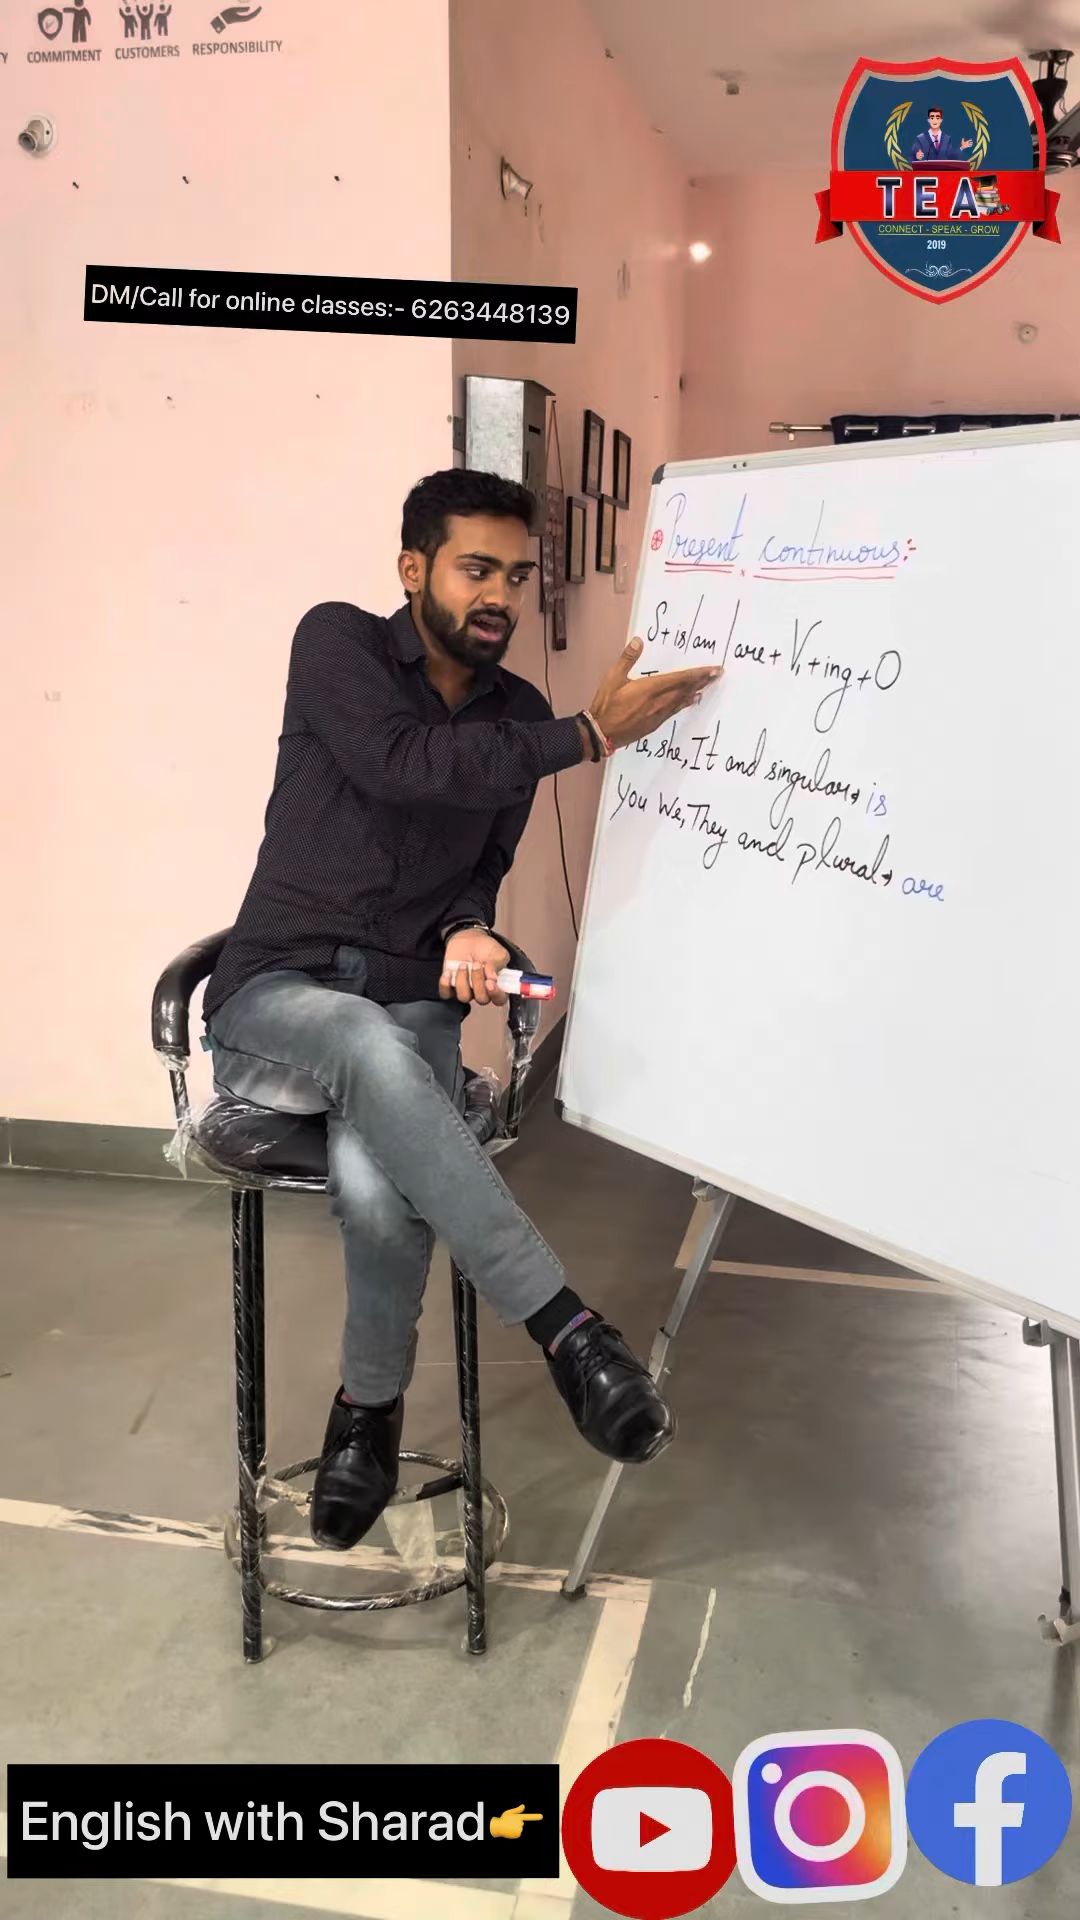 COMMITMENT
CUSTOMERS
RESPONSIBILITY
TEA
CONNECT - SPEAK - GROW
2019
DM/Call for online classes:- 6263448139
Present continuous:-
S+is/am/are+V1+ing+O
she, It and singular→ is
You We, They and plural→ are
English with Sharad👉